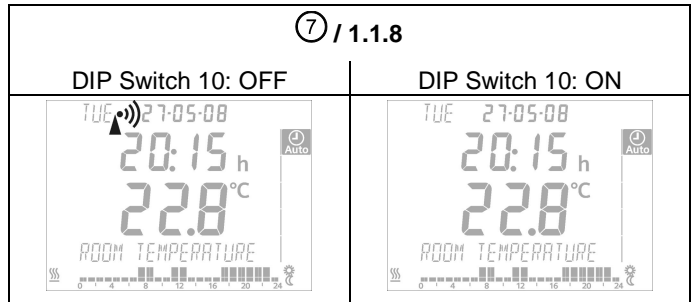 ⑦ / 1.1.8
DIP Switch 10: OFF
DIP Switch 10: ON
TUE 27-05-08
20:15 h
Auto
22.8 °C
ROOM TEMPERATURE
0 4 8 12 16 20 24
TUE 27-05-08
20:15 h
Auto
22.8 °C
ROOM TEMPERATURE
0 4 8 12 16 20 24